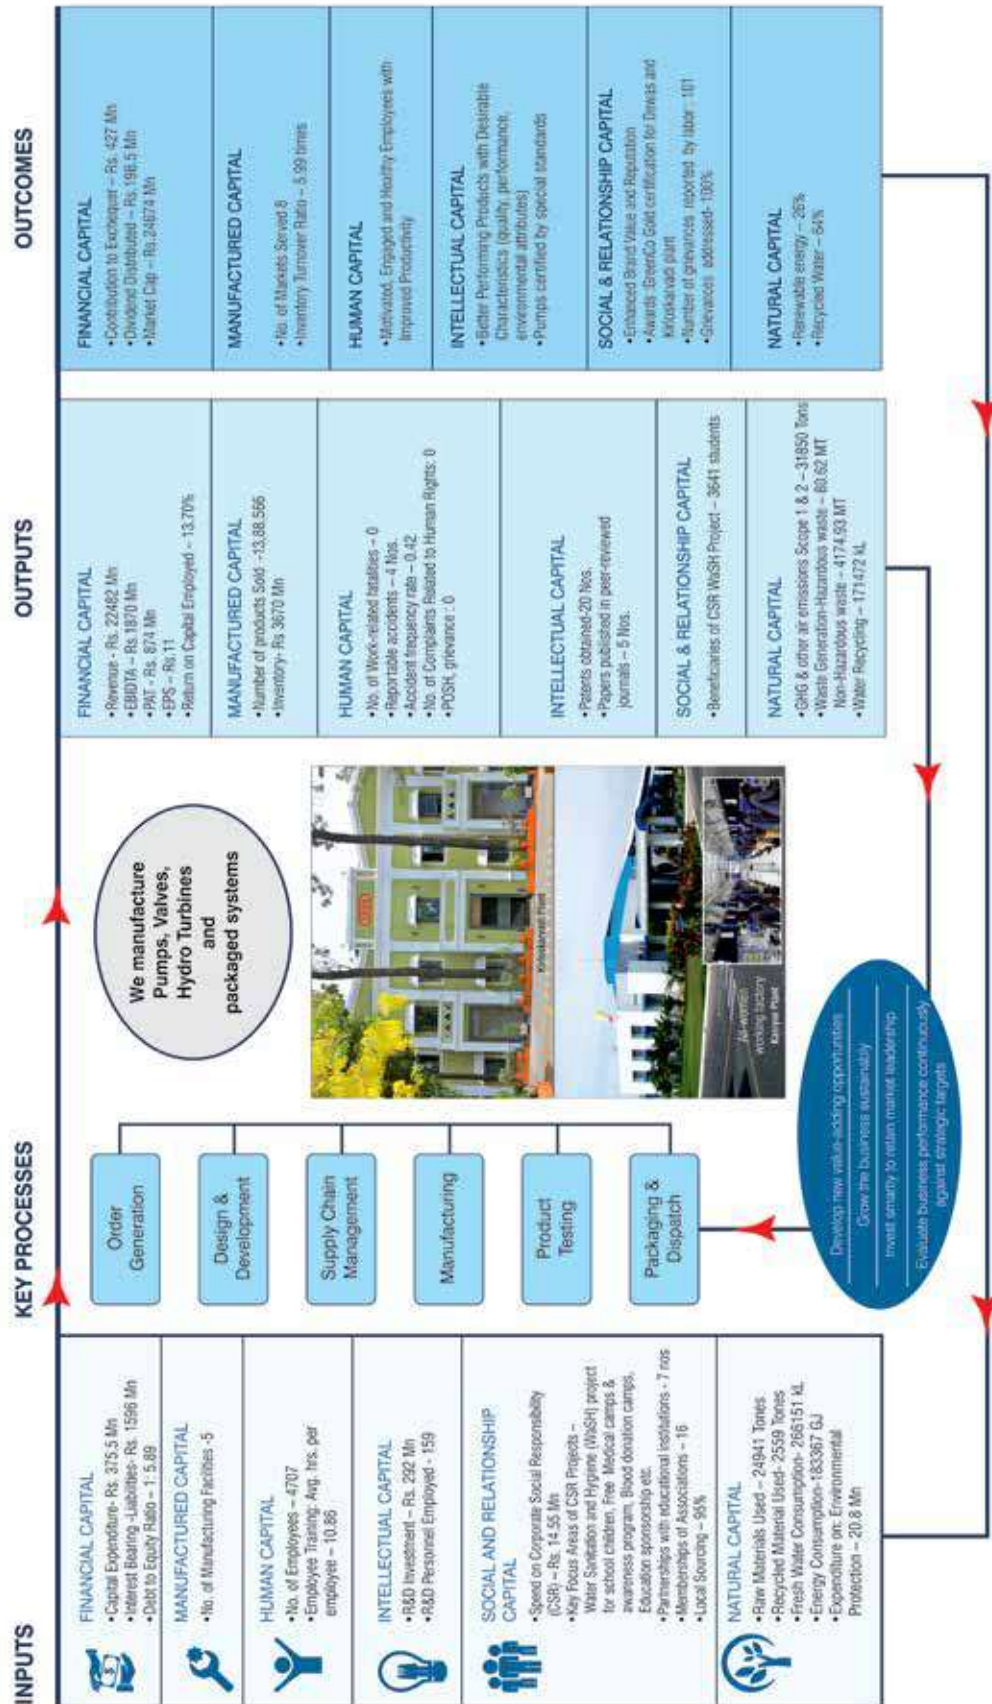 INPUTS
FINANCIAL CAPITAL
• Capital Expenditure- Rs. 375.5 Mn
• Interest Bearing -Liabilities- Rs. 1596 Mn
• Debt to Equity Ratio – 1: 5.89
MANUFACTURED CAPITAL
• No. of Manufacturing Facilities -5
HUMAN CAPITAL
• No. of Employees – 4707
• Employee Training: Avg. hrs. per
employee – 10.86
INTELLECTUAL CAPITAL
• R&D Investment – Rs. 292 Mn
• R&D Personnel Employed - 159
SOCIAL AND RELATIONSHIP
CAPITAL
• Spend on Corporate Social Responsibility
(CSR) – Rs. 14.55 Mn
• Key Focus Areas of CSR Projects –
Water Sanitation and Hygiene (WaSH) project
for school children, Free Medical camps &
awareness program, Blood donation camps,
Education sponsorship etc.
• Partnerships with educational institutions - 7 nos
• Memberships of Associations – 16
• Local Sourcing – 95%
NATURAL CAPITAL
• Raw Materials Used – 24941 Tones
• Recycled Material Used- 2559 Tones
• Fresh Water Consumption- 266151 kL
• Energy Consumption- 183367 GJ
• Expenditure on: Environmental
Protection – 20.8 Mn
KEY PROCESSES
Order
Generation
Design &
Development
Supply Chain
Management
Manufacturing
Product
Testing
Packaging &
Dispatch
We manufacture
Pumps, Valves,
Hydro Turbines
and
packaged systems
Kirloskarvadi Plant
All-women
working factory
Kaniyur Plant
Develop new value-adding opportunities
Grow the business sustainably
Invest smartly to retain market leadership
Evaluate business performance continuously
against strategic targets
OUTPUTS
FINANCIAL CAPITAL
• Revenue - Rs. 22482 Mn
• EBIDTA – Rs.1870 Mn
• PAT - Rs. 874 Mn
• EPS – Rs.11
• Return on Capital Employed – 13.70%
MANUFACTURED CAPITAL
• Number of products Sold -13,88,566
• Inventory- Rs 3670 Mn
HUMAN CAPITAL
• No. of Work-related fatalities – 0
• Reportable accidents – 4 Nos.
• Accident frequency rate – 0.42
• No. of Complaints Related to Human Rights: 0
• POSH, grievance : 0
INTELLECTUAL CAPITAL
• Patents obtained-20 Nos.
• Papers published in peer-reviewed
journals – 5 Nos.
SOCIAL & RELATIONSHIP CAPITAL
• Beneficiaries of CSR WaSH Project – 3641 students
NATURAL CAPITAL
• GHG & other air emissions Scope 1 & 2 – 31850 Tons
• Waste Generation-Hazardous waste – 80.62 MT
Non-Hazardous waste – 4174.93 MT
• Water Recycling – 171472 kL
OUTCOMES
FINANCIAL CAPITAL
• Contribution to Exchequer – Rs. 427 Mn
• Dividend Distributed – Rs.198.5 Mn
• Market Cap – Rs.24674 Mn
MANUFACTURED CAPITAL
• No. of Markets Served 8
• Inventory Turnover Ratio – 5.99 times
HUMAN CAPITAL
• Motivated, Engaged and Healthy Employees with
Improved Productivity
INTELLECTUAL CAPITAL
• Better Performing Products with Desirable
Characteristics (quality, performance,
environmental attributes)
• Pumps certified by special standards
SOCIAL & RELATIONSHIP CAPITAL
• Enhanced Brand Value and Reputation
• Awards :GreenCo Gold certification for Dewas and
Kirloskarvadi plant
• Number of grievances reported by labor : 101
• Grievances addressed- 100%
NATURAL CAPITAL
• Renewable energy – 26%
• Recycled Water – 64%